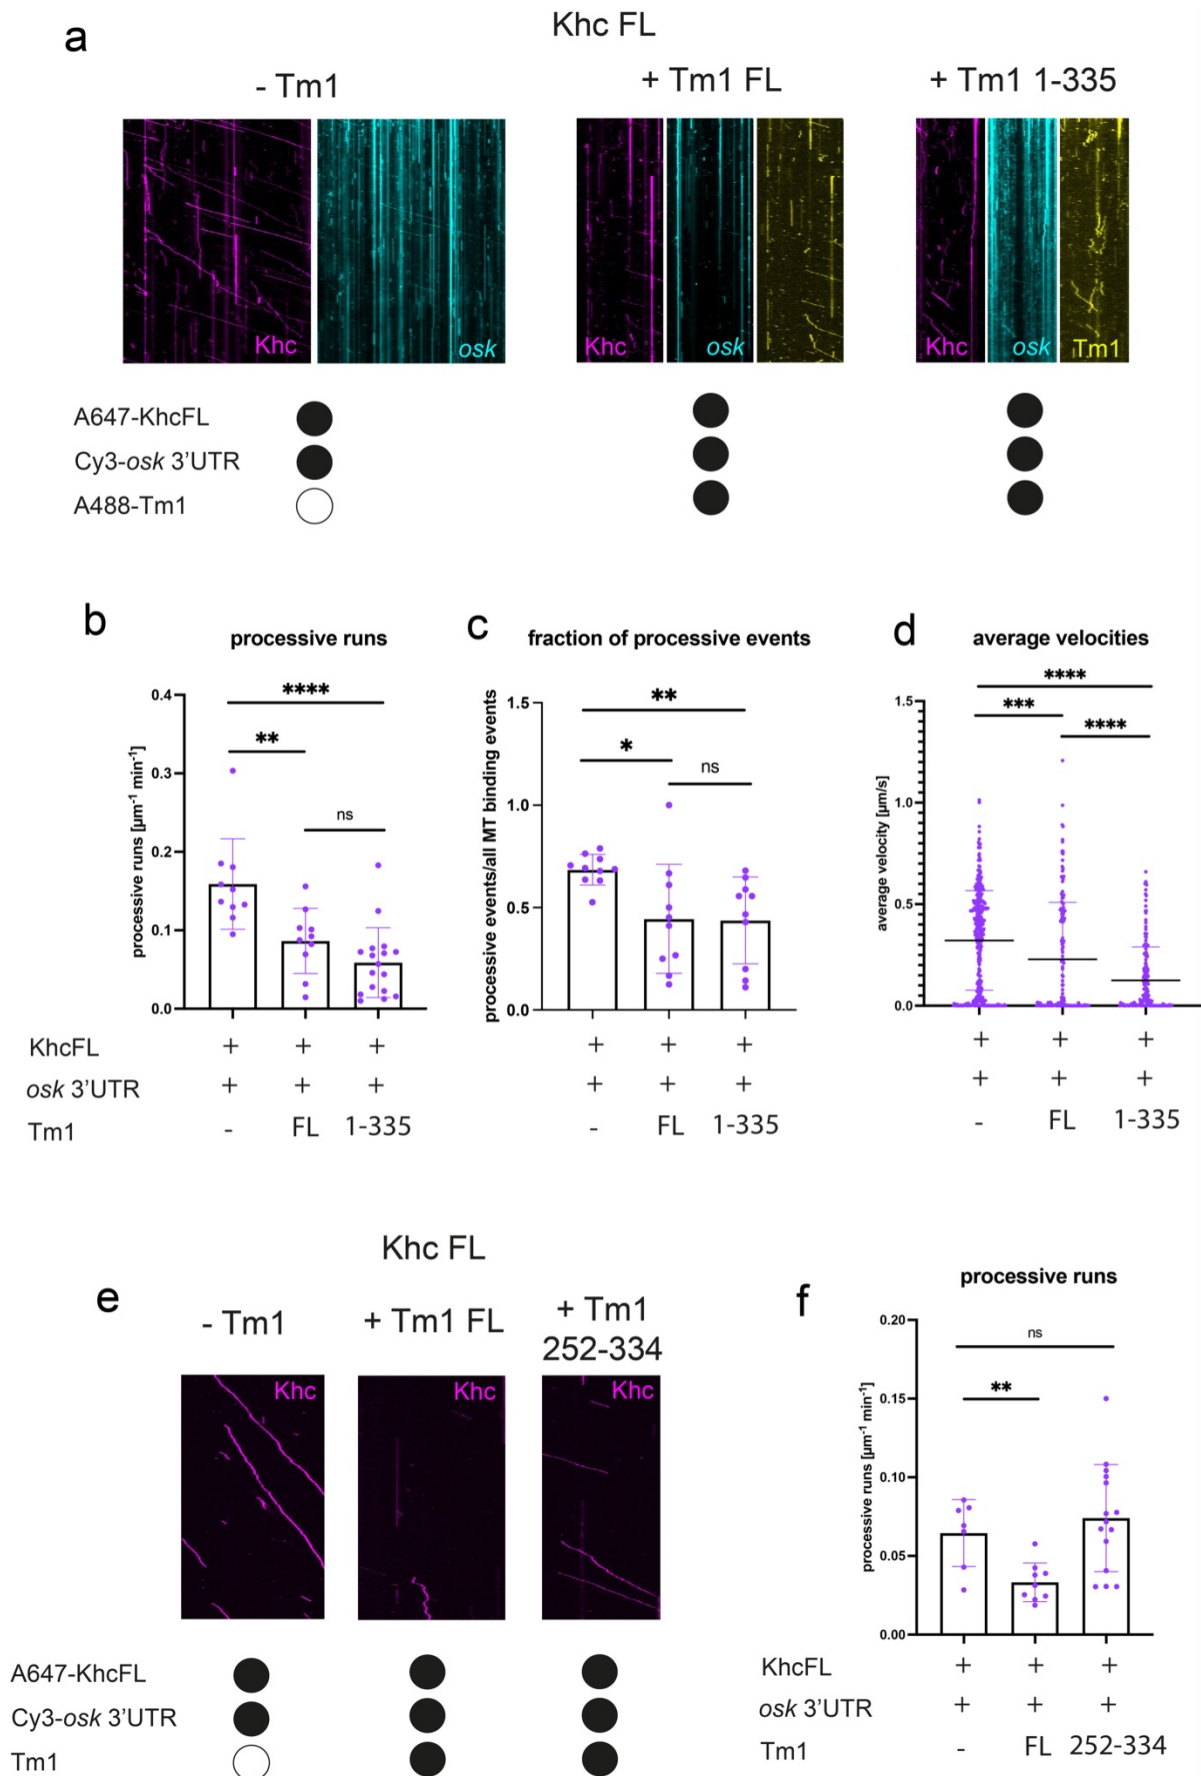 a
Khc FL
- Tm1
+ Tm1 FL
+ Tm1 1-335
Khc
osk
Khc
osk
Khc
osk
Tm1
A647-KhcFL
Cy3-osk 3’UTR
A488-Tm1
b
processive runs
processive runs [µm⁻¹ min⁻¹]
0.4
0.3
0.2
0.1
0.0
****
**
ns
c
fraction of processive events
processive events/all MT binding events
1.5
1.0
0.5
0.0
**
*
ns
d
average velocities
average velocity [µm/s]
1.5
1.0
0.5
0.0
****
***
****
KhcFL
+ + +
+ + +
+ + +
osk 3’UTR
+ + +
+ + +
+ + +
Tm1
- FL 1-335
- FL 1-335
- FL 1-335
Khc FL
e
- Tm1
+ Tm1 FL
+ Tm1
252-334
Khc
Khc
Khc
A647-KhcFL
Cy3-osk 3’UTR
Tm1
f
processive runs
processive runs [µm⁻¹ min⁻¹]
0.20
0.15
0.10
0.05
0.00
ns
**
KhcFL
+ + +
osk 3’UTR
+ + +
Tm1
- FL 252-334